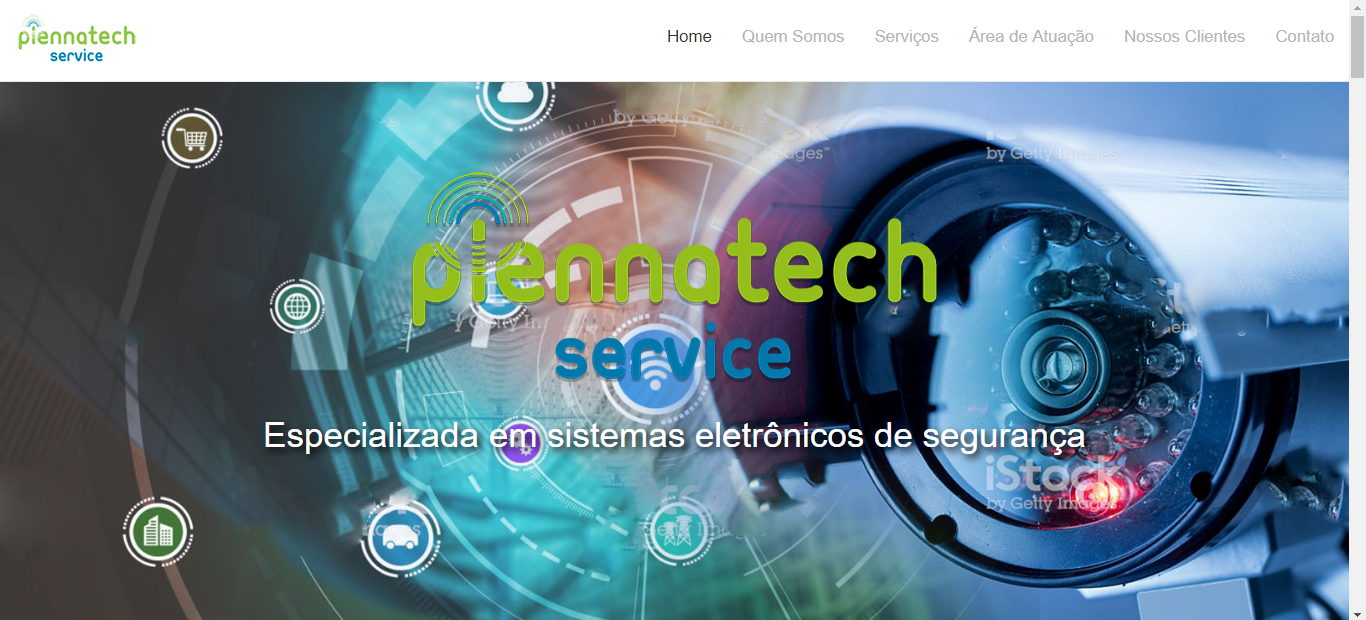 piennatech
service
Home Quem Somos Serviços Área de Atuação Nossos Clientes Contato
by Getty Images
by Getty Images
piennatech
service
Especializada em sistemas eletrônicos de segurança
iStock
by Getty Images